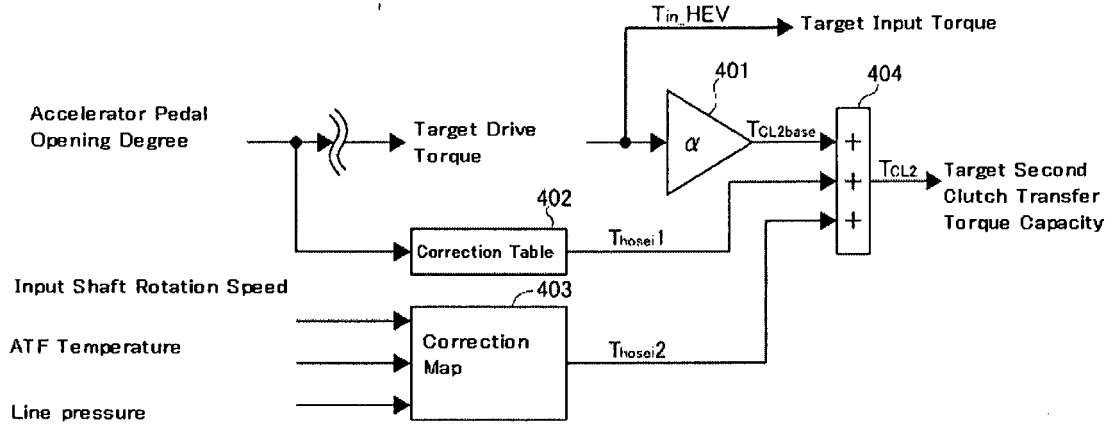 Tin_HEV
Target Input Torque
401
404
Accelerator Pedal
Opening Degree
Target Drive
Torque
α
TCL2base
+
+
+
TCL2
Target Second
Clutch Transfer
Torque Capacity
402
Correction Table
Thosei1
Input Shaft Rotation Speed
403
ATF Temperature
Correction
Map
Thosei2
Line pressure